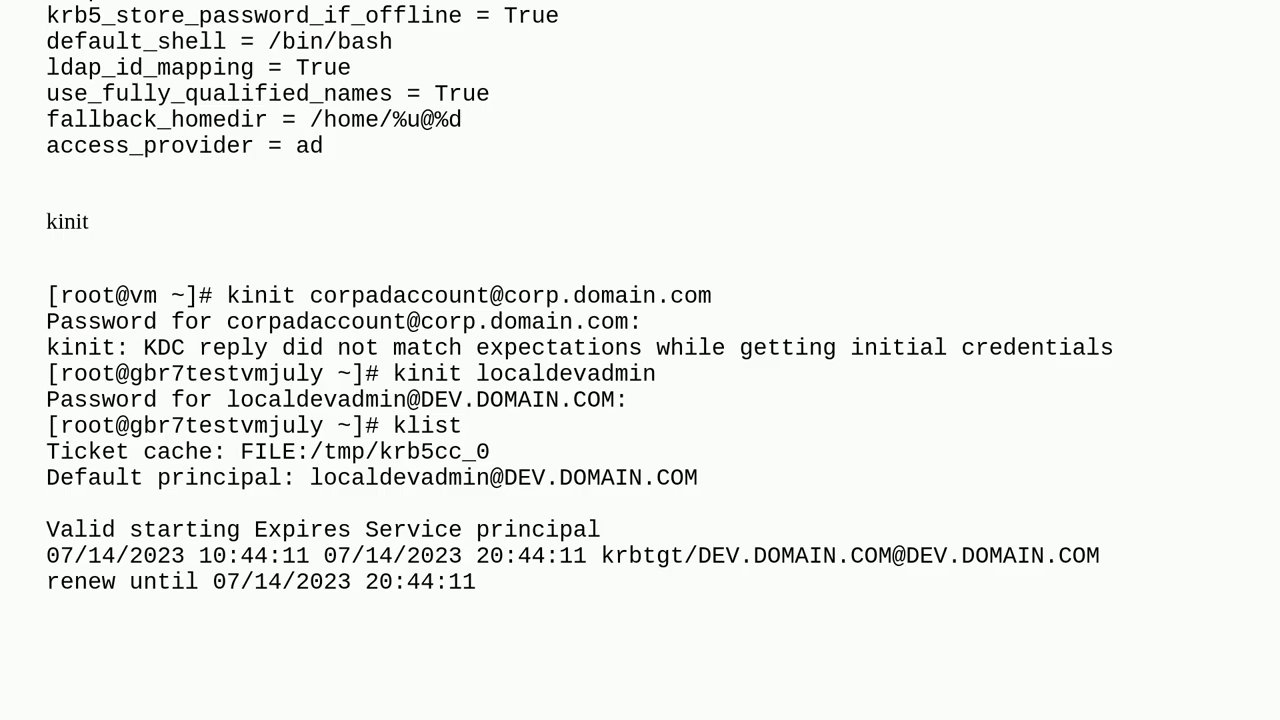 krb5_store_password_if_offline = True
default_shell = /bin/bash
ldap_id_mapping = True
use_fully_qualified_names = True
fallback_homedir = /home/%u@%d
access_provider = ad
kinit
[root@vm ~]# kinit corpadaccount@corp.domain.com
Password for corpadaccount@corp.domain.com:
kinit: KDC reply did not match expectations while getting initial credentials
[root@gbr7testvmjuly ~]# kinit localdevadmin
Password for localdevadmin@DEV.DOMAIN.COM:
[root@gbr7testvmjuly ~]# klist
Ticket cache: FILE:/tmp/krb5cc_0
Default principal: localdevadmin@DEV.DOMAIN.COM
Valid starting Expires Service principal
07/14/2023 10:44:11 07/14/2023 20:44:11 krbtgt/DEV.DOMAIN.COM@DEV.DOMAIN.COM
renew until 07/14/2023 20:44:11